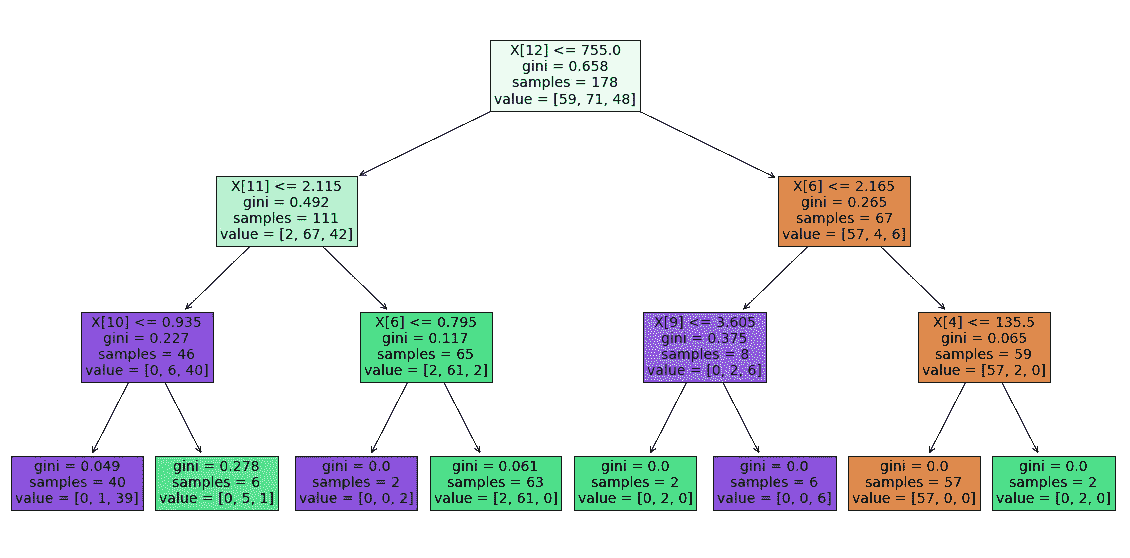 X[12] <= 755.0
gini = 0.658
samples = 178
value = [59, 71, 48]
X[11] <= 2.115
gini = 0.492
samples = 111
value = [2, 67, 42]
X[6] <= 2.165
gini = 0.265
samples = 67
value = [57, 4, 6]
X[10] <= 0.935
gini = 0.227
samples = 46
value = [0, 6, 40]
X[6] <= 0.795
gini = 0.117
samples = 65
value = [2, 61, 2]
X[9] <= 3.605
gini = 0.375
samples = 8
value = [0, 2, 6]
X[4] <= 135.5
gini = 0.065
samples = 59
value = [57, 2, 0]
gini = 0.049
samples = 40
value = [0, 1, 39]
gini = 0.278
samples = 6
value = [0, 5, 1]
gini = 0.0
samples = 2
value = [0, 0, 2]
gini = 0.061
samples = 63
value = [2, 61, 0]
gini = 0.0
samples = 2
value = [0, 2, 0]
gini = 0.0
samples = 6
value = [0, 0, 6]
gini = 0.0
samples = 57
value = [57, 0, 0]
gini = 0.0
samples = 2
value = [0, 2, 0]